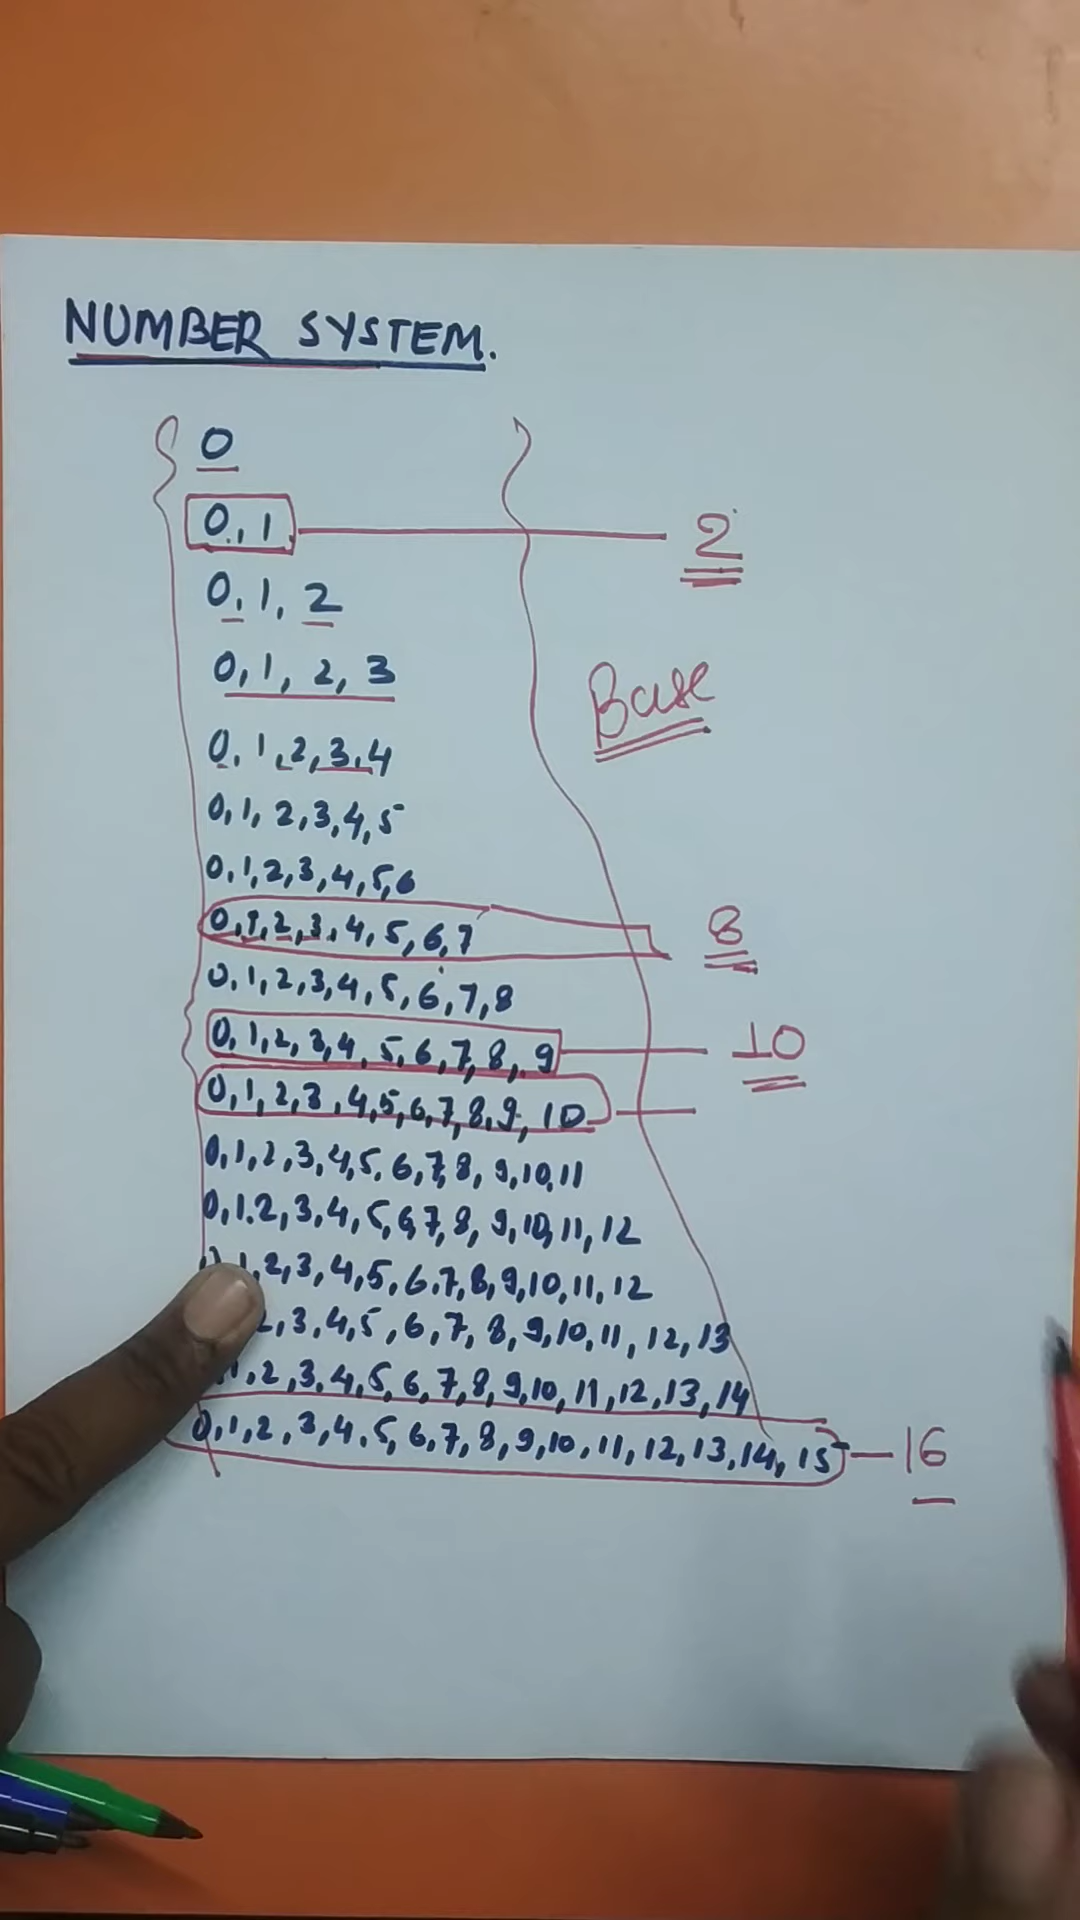 NUMBER SYSTEM.
0
0, 1 2
0, 1, 2
Base
0, 1, 2, 3
0, 1, 2, 3, 4
0, 1, 2, 3, 4, 5
0, 1, 2, 3, 4, 5, 6
0, 1, 2, 3, 4, 5, 6, 7 8
0, 1, 2, 3, 4, 5, 6, 7, 8
0, 1, 2, 3, 4, 5, 6, 7, 8, 9 10
0, 1, 2, 3, 4, 5, 6, 7, 8, 9, 10
0, 1, 2, 3, 4, 5, 6, 7, 8, 9, 10, 11
0, 1. 2, 3, 4, 5, 6, 7, 8, 9, 10, 11, 12
1, 2, 3, 4, 5, 6, 7, 8, 9, 10, 11, 12
2, 3, 4, 5, 6, 7, 8, 9, 10, 11, 12, 13
1, 2, 3, 4, 5, 6, 7, 8, 9, 10, 11, 12, 13, 14
0, 1, 2, 3, 4, 5, 6, 7, 8, 9, 10, 11, 12, 13, 14, 15 — 16